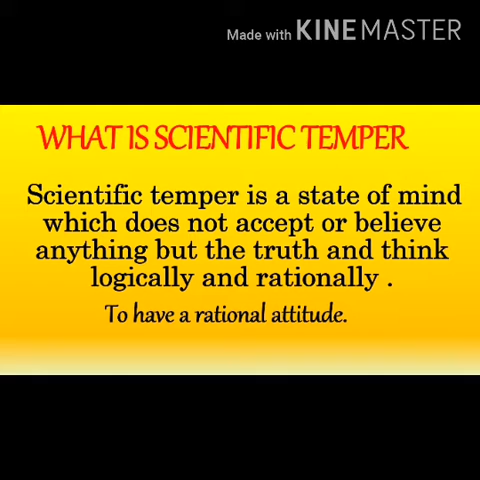 Made with KINEMASTER
WHAT IS SCIENTIFIC TEMPER
Scientific temper is a state of mind
which does not accept or believe
anything but the truth and think
logically and rationally .
To have a rational attitude.